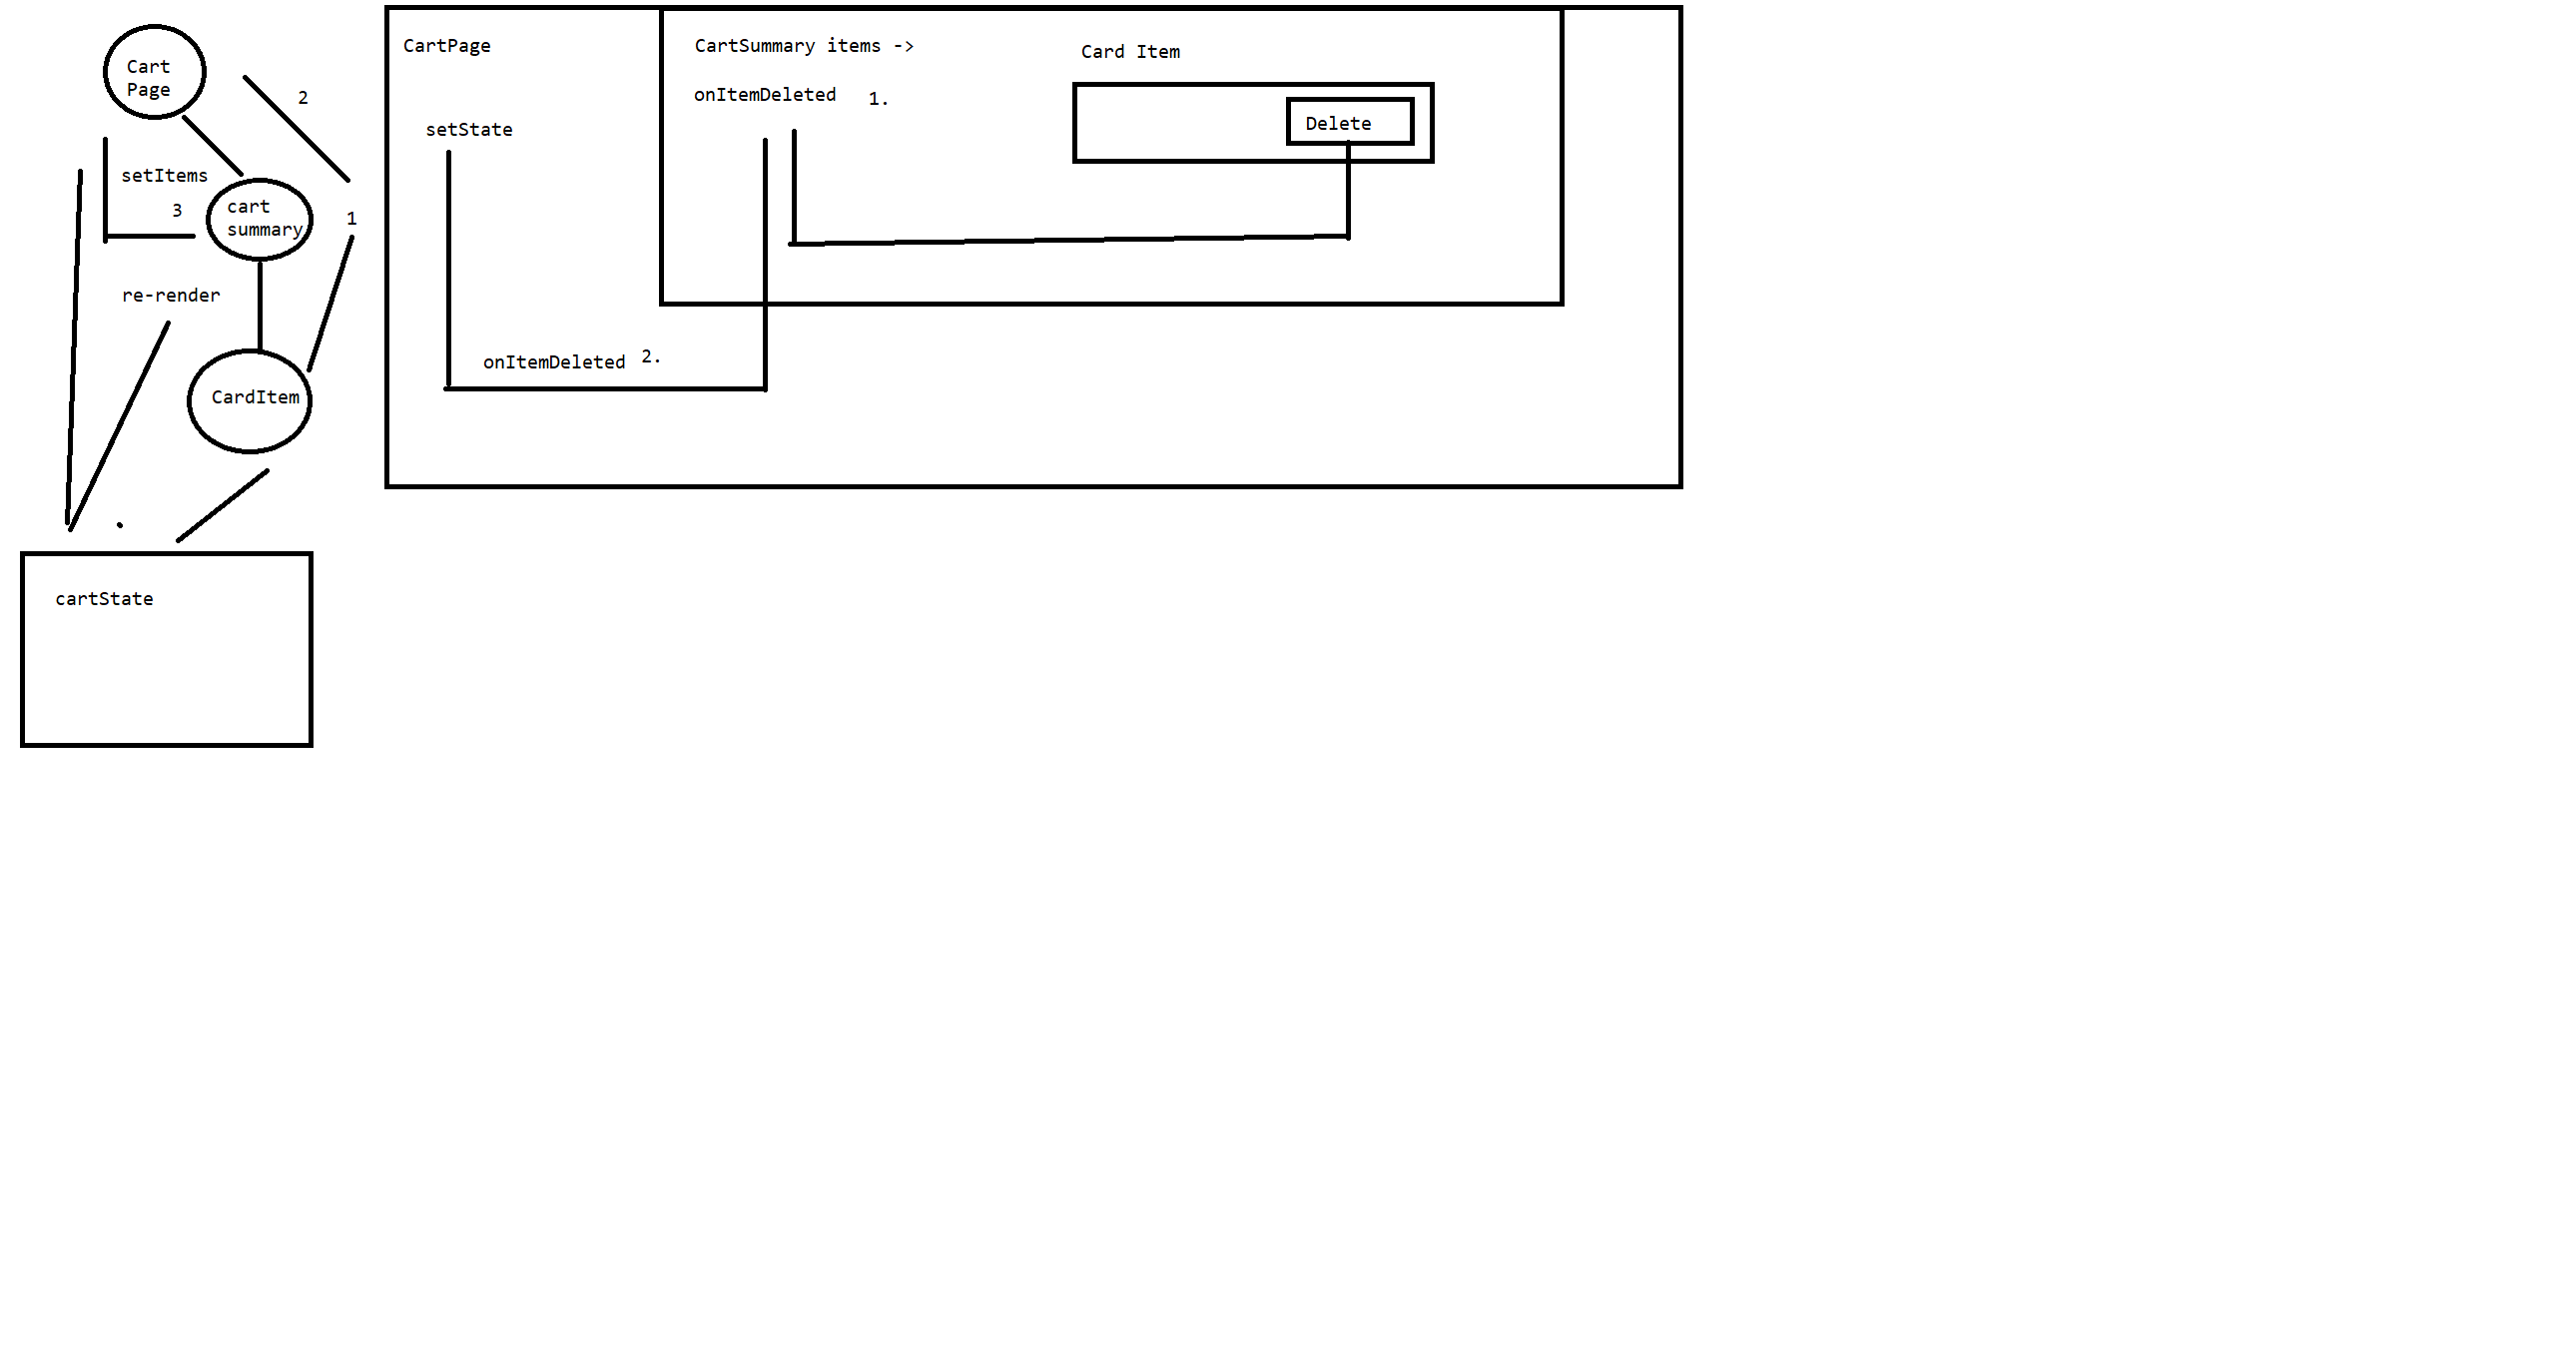 Cart
Page
2
setItems
3
cart
summary
1
re-render
CardItem
cartState
CartPage
setState
CartSummary items ->
onItemDeleted 1.
Card Item
Delete
onItemDeleted 2.